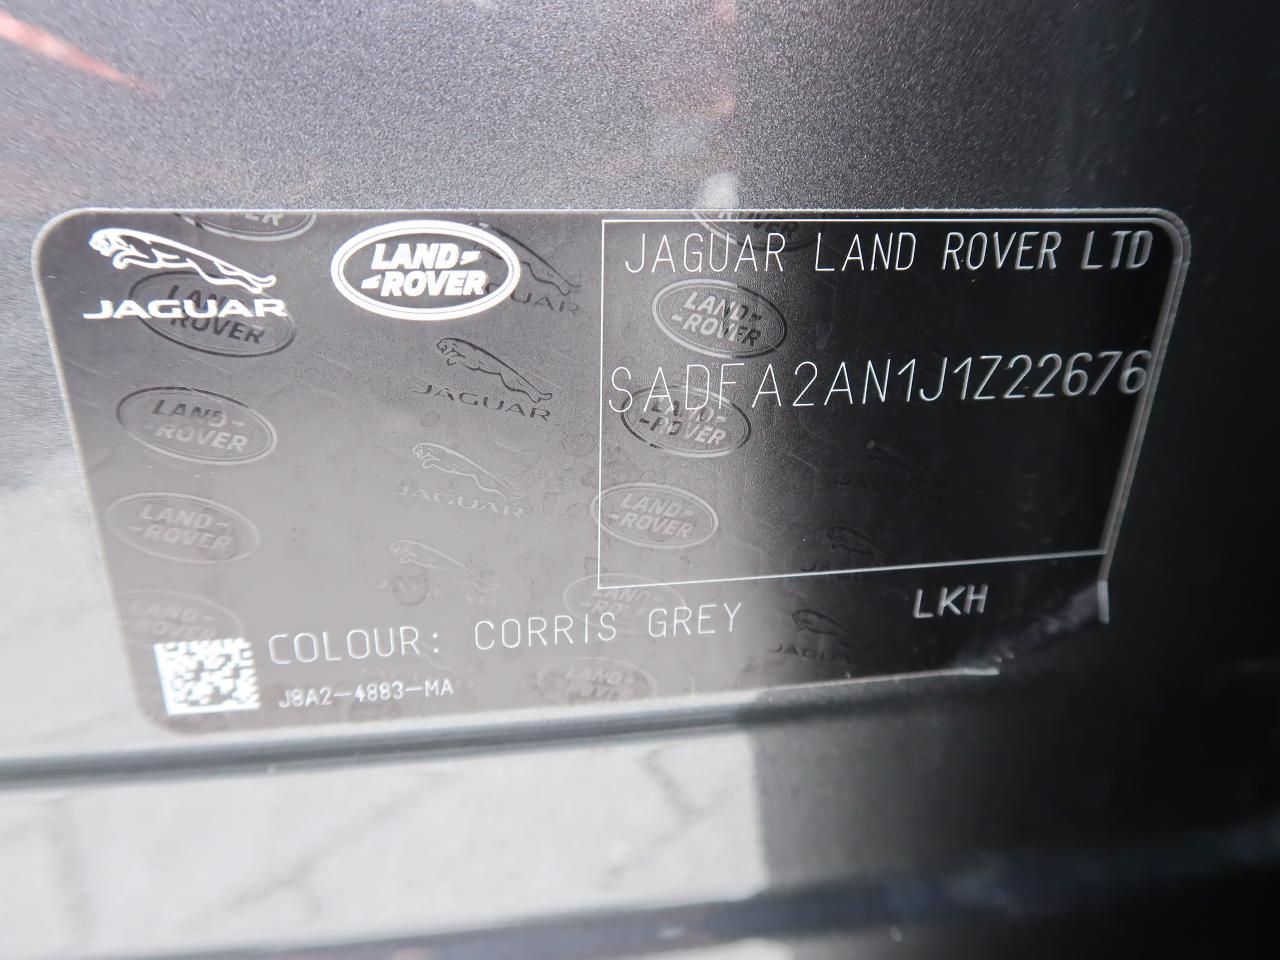 JAGUAR
LAND-
-ROVER
JAGUAR LAND ROVER LTD
SADFA2AN1J1Z22676
LKH
COLOUR: CORRIS GREY
J8A2-4883-MA